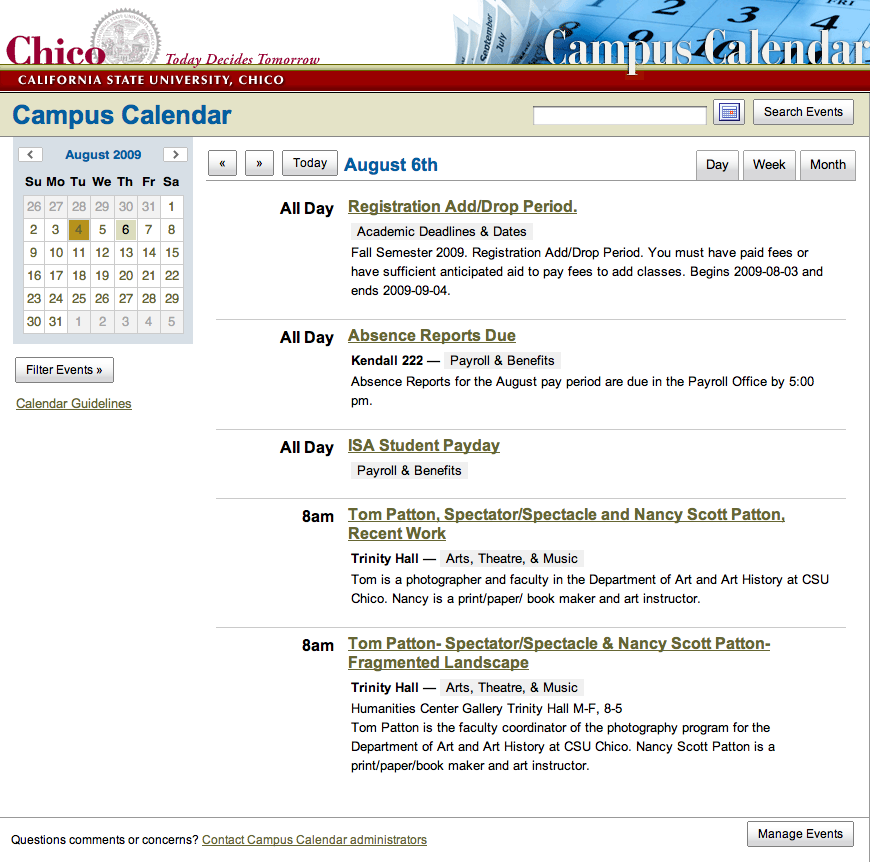 Chico
Today Decides Tomorrow
September
July
FRI
2
3
4
9
Campus Calendar
CALIFORNIA STATE UNIVERSITY, CHICO
Campus Calendar
Search Events
August 2009
Su Mo Tu We Th Fr Sa
26 27 28 29 30 31 1
2 3 4 5 6 7 8
9 10 11 12 13 14 15
16 17 18 19 20 21 22
23 24 25 26 27 28 29
30 31 1 2 3 4 5
Filter Events »
Calendar Guidelines
« » Today August 6th Day Week Month
All Day Registration Add/Drop Period.
Academic Deadlines & Dates
Fall Semester 2009. Registration Add/Drop Period. You must have paid fees or
have sufficient anticipated aid to pay fees to add classes. Begins 2009-08-03 and
ends 2009-09-04.
All Day Absence Reports Due
Kendall 222 — Payroll & Benefits
Absence Reports for the August pay period are due in the Payroll Office by 5:00
pm.
All Day ISA Student Payday
Payroll & Benefits
8am Tom Patton, Spectator/Spectacle and Nancy Scott Patton,
Recent Work
Trinity Hall — Arts, Theatre, & Music
Tom is a photographer and faculty in the Department of Art and Art History at CSU
Chico. Nancy is a print/paper/ book maker and art instructor.
8am Tom Patton- Spectator/Spectacle & Nancy Scott Patton-
Fragmented Landscape
Trinity Hall — Arts, Theatre, & Music
Humanities Center Gallery Trinity Hall M-F, 8-5
Tom Patton is the faculty coordinator of the photography program for the
Department of Art and Art History at CSU Chico. Nancy Scott Patton is a
print/paper/book maker and art instructor.
Questions comments or concerns? Contact Campus Calendar administrators
Manage Events